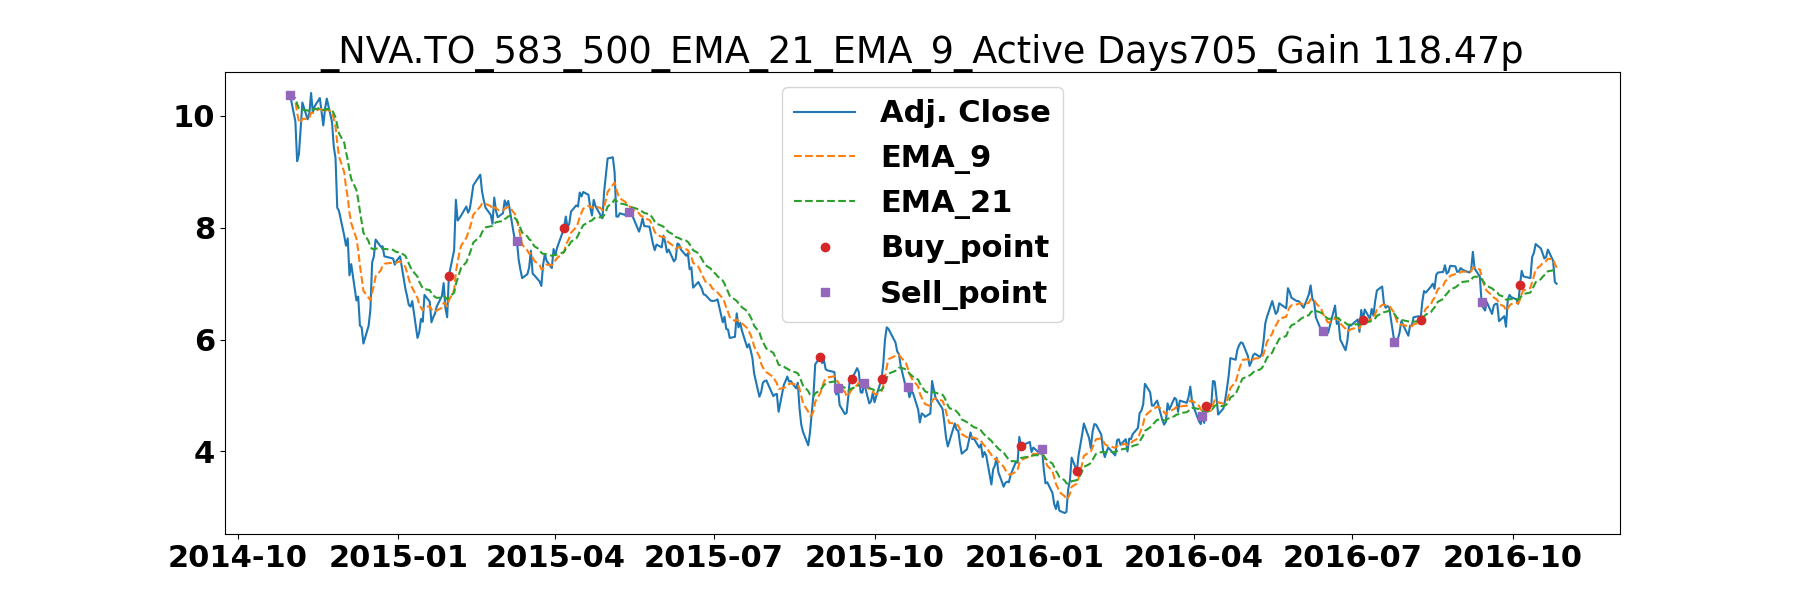 _NVA.TO_583_500_EMA_21_EMA_9_Active Days705_Gain 118.47p
10
8
6
4
Adj. Close
EMA_9
EMA_21
Buy_point
Sell_point
2014-10 2015-01 2015-04 2015-07 2015-10 2016-01 2016-04 2016-07 2016-10